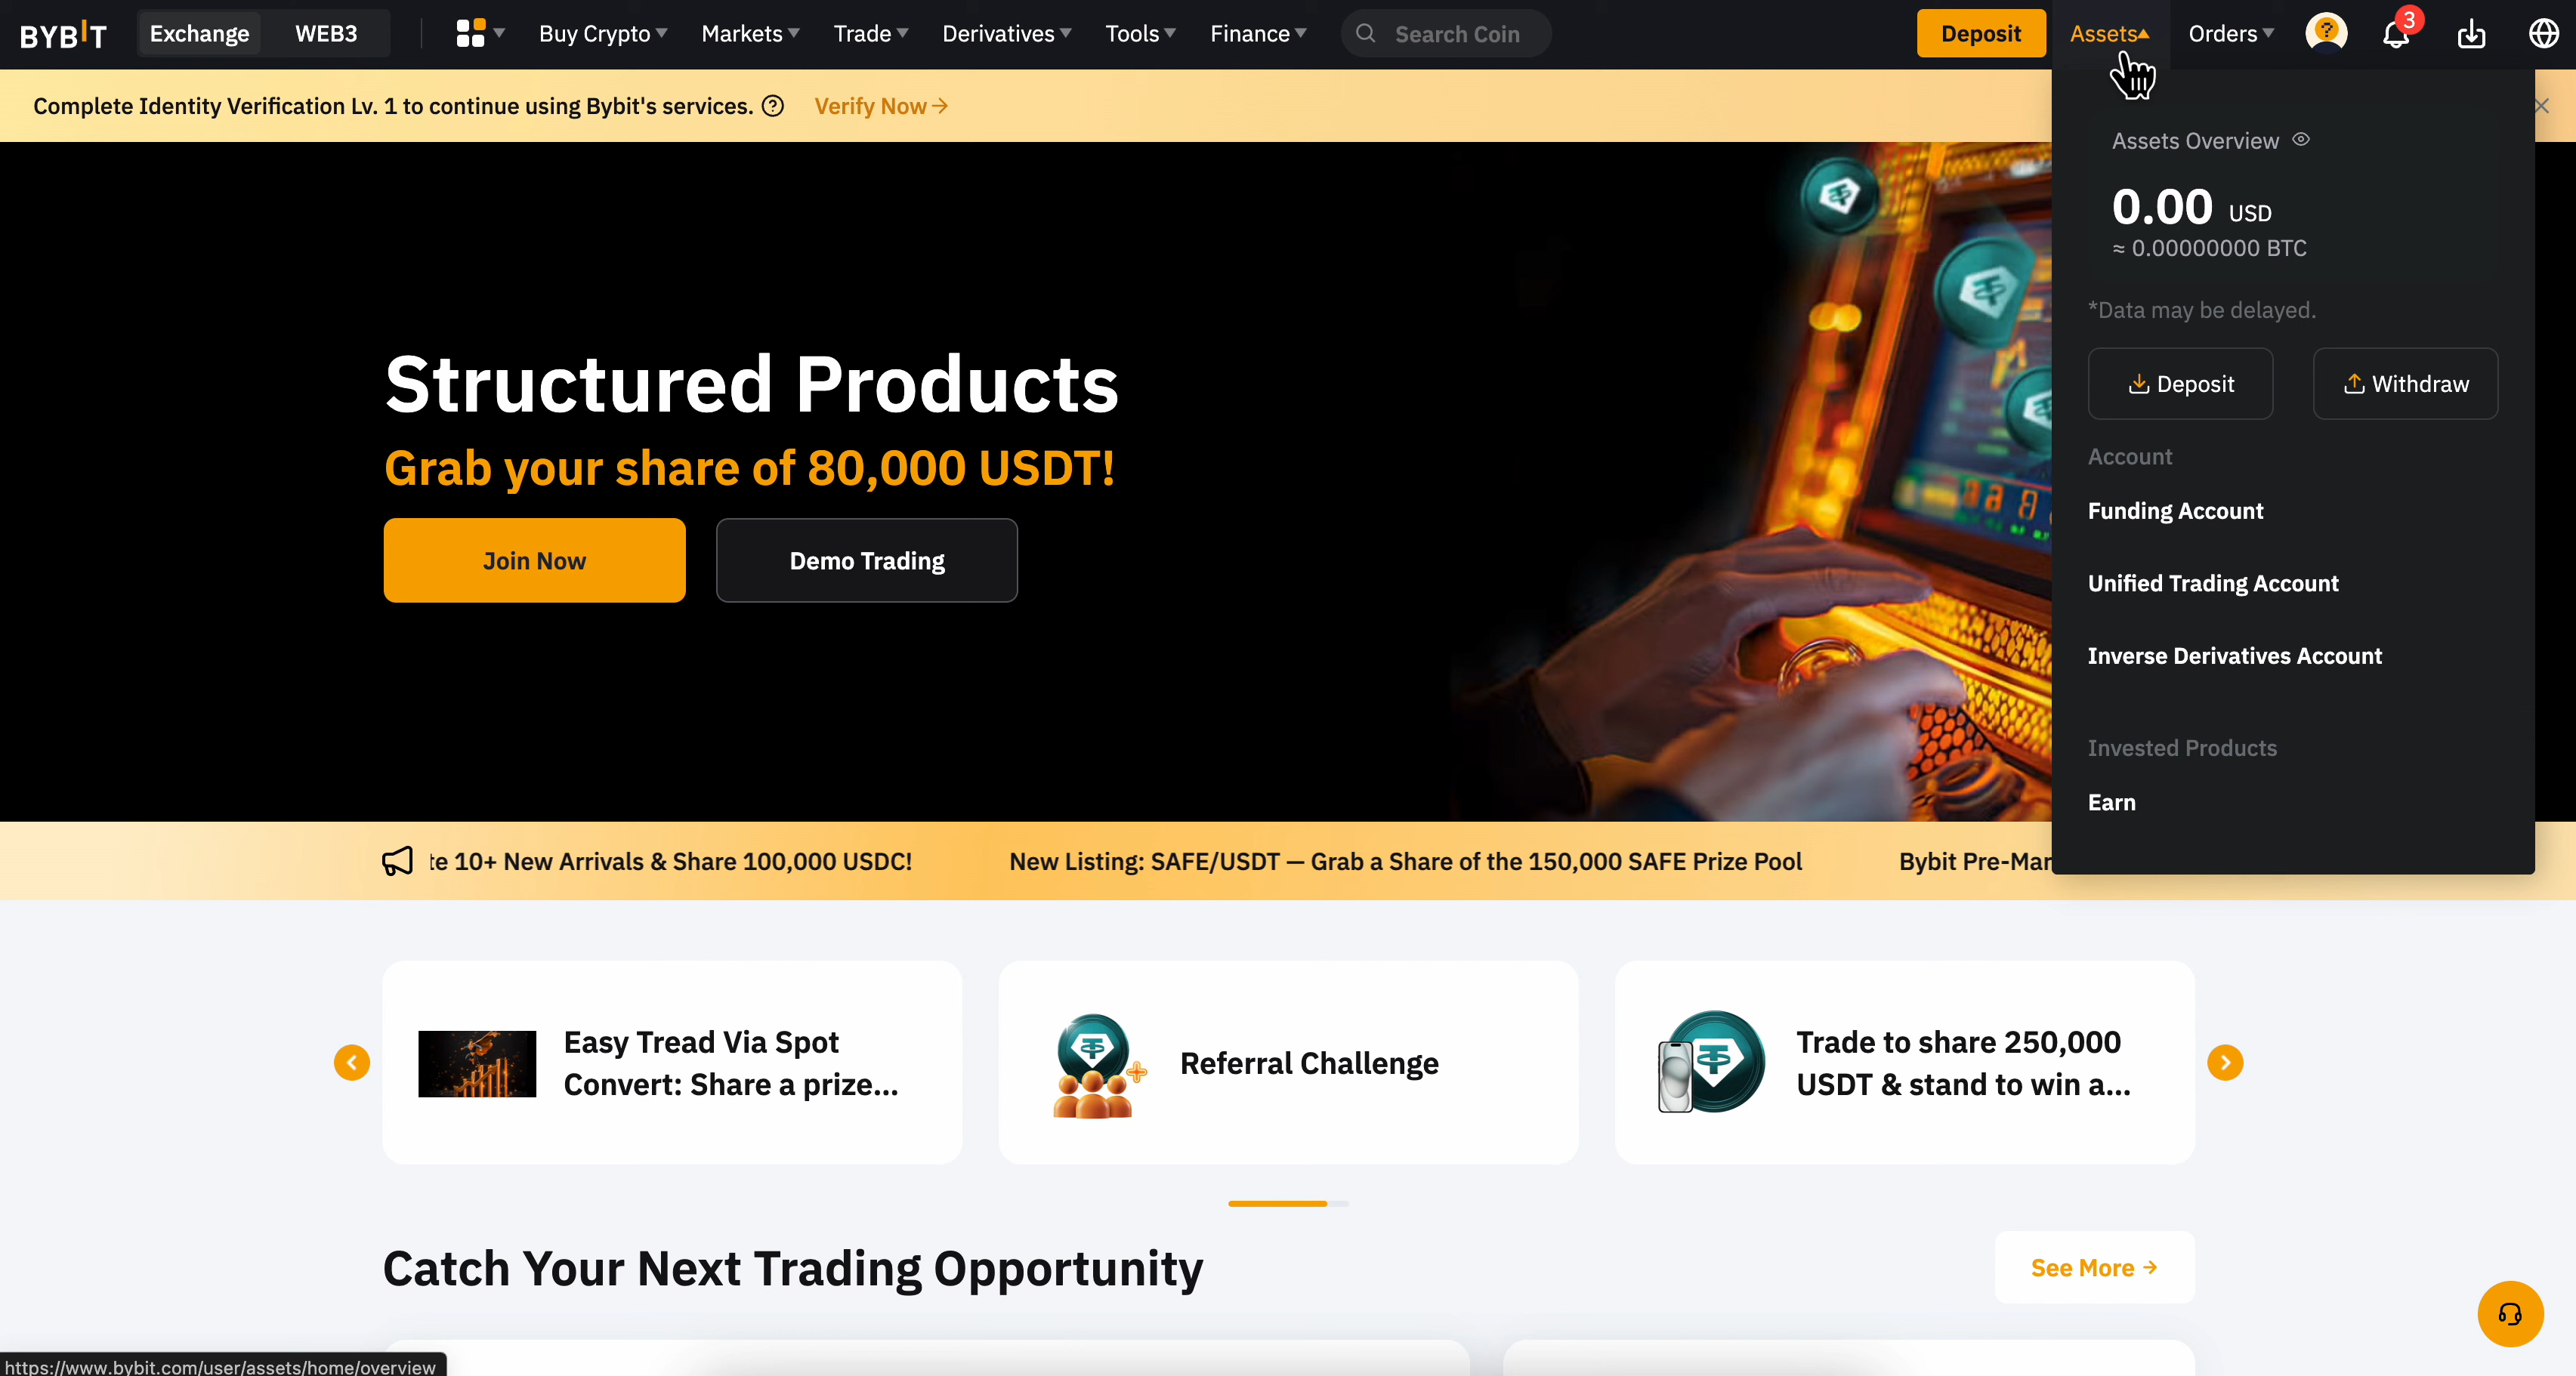 BYBIT Exchange WEB3 Buy Crypto Markets Trade Derivatives Tools Finance Search Coin Deposit Assets Orders 3
Complete Identity Verification Lv. 1 to continue using Bybit's services. Verify Now →
Assets Overview
0.00 USD
≈ 0.00000000 BTC
*Data may be delayed.
Deposit Withdraw
Account
Funding Account
Unified Trading Account
Inverse Derivatives Account
Invested Products
Earn
Structured Products
Grab your share of 80,000 USDT!
Join Now Demo Trading
te 10+ New Arrivals & Share 100,000 USDC! New Listing: SAFE/USDT — Grab a Share of the 150,000 SAFE Prize Pool Bybit Pre-Mar
Easy Tread Via Spot
Convert: Share a prize...
Referral Challenge
Trade to share 250,000
USDT & stand to win a...
Catch Your Next Trading Opportunity
See More →
https://www.bybit.com/user/assets/home/overview